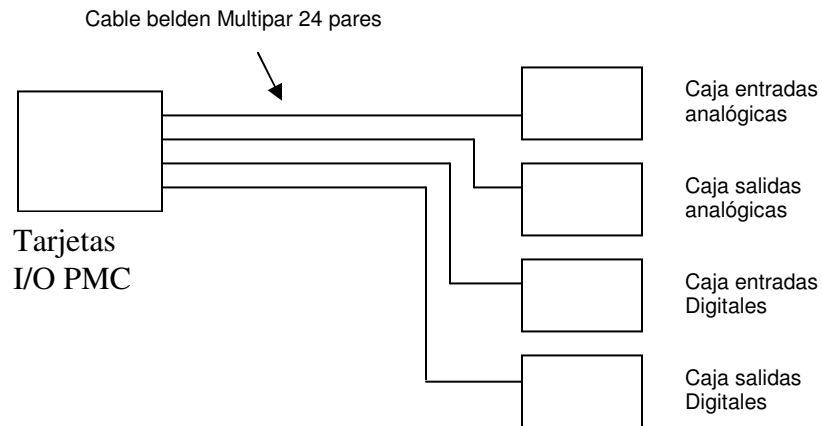 Cable belden Multipar 24 pares
Caja entradas
analógicas
Caja salidas
analógicas
Tarjetas
I/O PMC
Caja entradas
Digitales
Caja salidas
Digitales